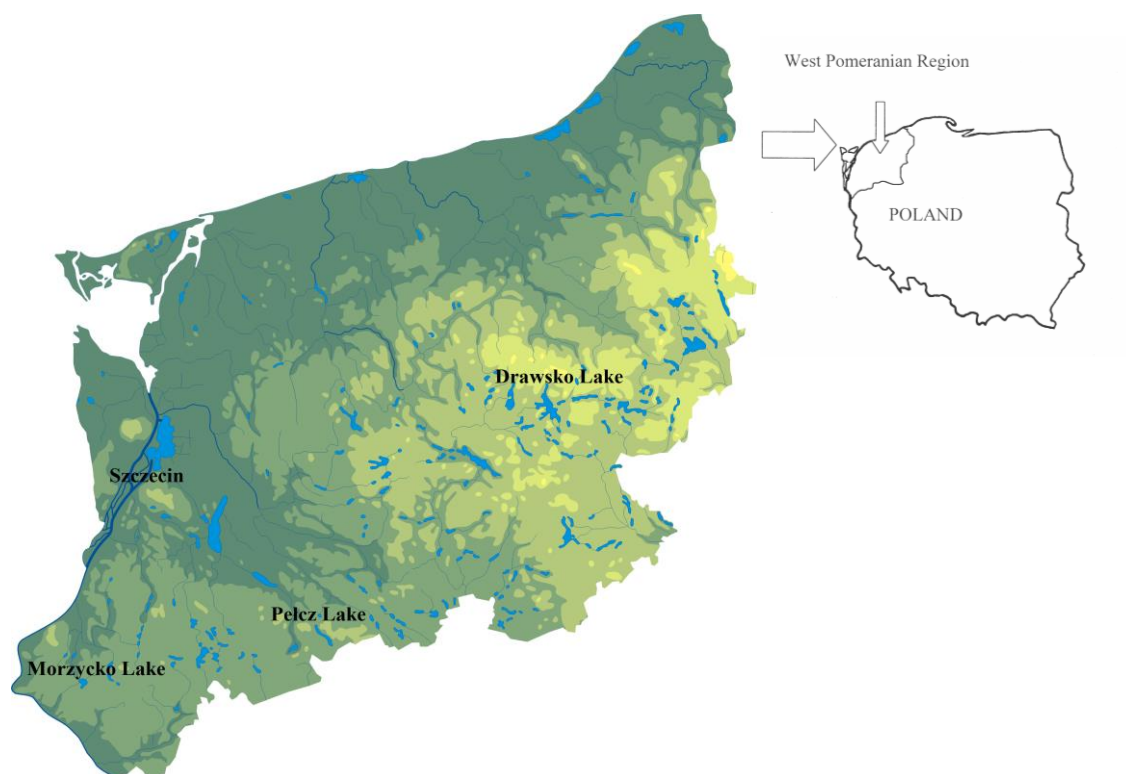 West Pomeranian Region
POLAND
Drawsko Lake
Szczecin
Pełcz Lake
Morzycko Lake